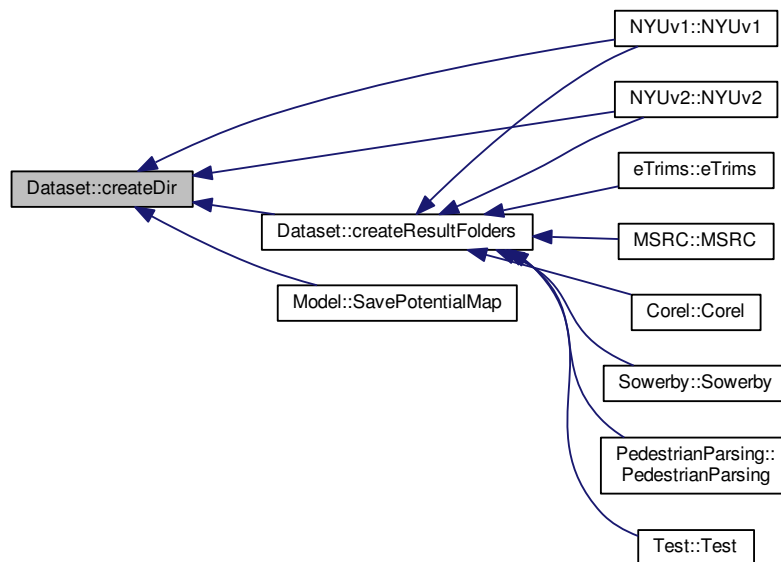 NYUv1::NYUv1
NYUv2::NYUv2
eTrims::eTrims
Dataset::createDir
Dataset::createResultFolders
MSRC::MSRC
Model::SavePotentialMap
Corel::Corel
Sowerby::Sowerby
PedestrianParsing::
PedestrianParsing
Test::Test